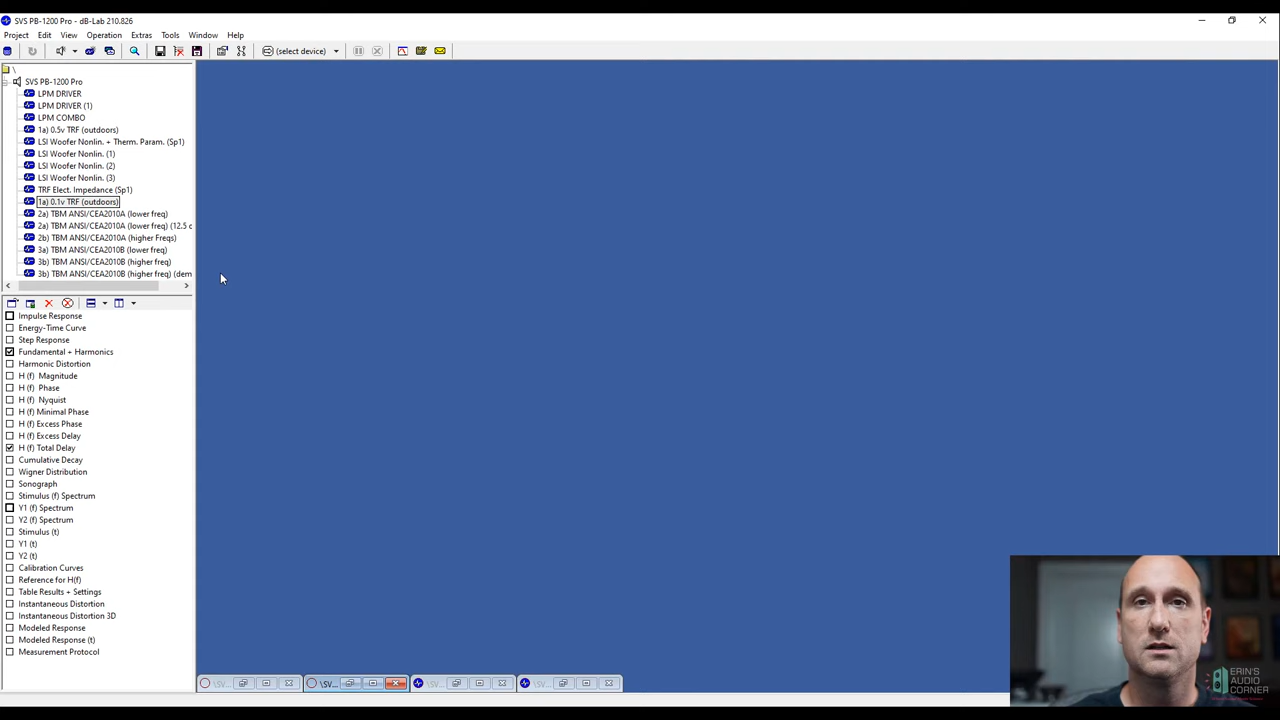 SVS PB-1200 Pro - dB-Lab 210.826
Project Edit View Operation Extras Tools Window Help
(select device)
\
SVS PB-1200 Pro
LPM DRIVER
LPM DRIVER (1)
LPM COMBO
1a) 0.5v TRF (outdoors)
LSI Woofer Nonlin. + Therm. Param. (Sp1)
LSI Woofer Nonlin. (1)
LSI Woofer Nonlin. (2)
LSI Woofer Nonlin. (3)
TRF Elect. Impedance (Sp1)
1a) 0.1v TRF (outdoors)
2a) TBM ANSI/CEA2010A (lower freq)
2a) TBM ANSI/CEA2010A (lower freq) (12.5 c
2b) TBM ANSI/CEA2010A (higher Freqs)
3a) TBM ANSI/CEA2010B (lower freq)
3b) TBM ANSI/CEA2010B (higher freq)
3b) TBM ANSI/CEA2010B (higher freq) (dem
Impulse Response
Energy-Time Curve
Step Response
Fundamental + Harmonics
Harmonic Distortion
H (f) Magnitude
H (f) Phase
H (f) Nyquist
H (f) Minimal Phase
H (f) Excess Phase
H (f) Excess Delay
H (f) Total Delay
Cumulative Decay
Wigner Distribution
Sonograph
Stimulus (f) Spectrum
Y1 (f) Spectrum
Y2 (f) Spectrum
Stimulus (t)
Y1 (t)
Y2 (t)
Calibration Curves
Reference for H(f)
Table Results + Settings
Instantaneous Distortion
Instantaneous Distortion 3D
Modeled Response
Modeled Response (t)
Measurement Protocol
\SV... \SV... \SV... \SV...
ERIN'S
AUDIO
CORNER